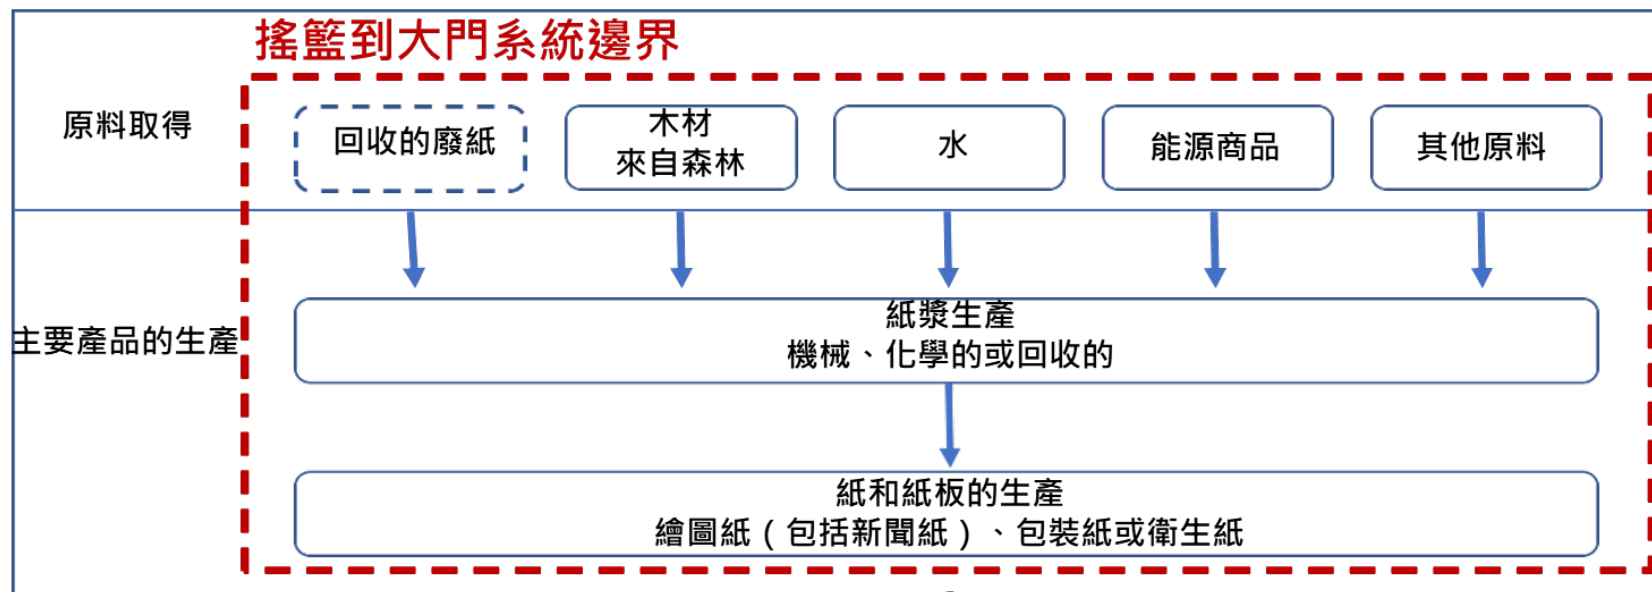 搖籃到大門系統邊界
原料取得
回收的廢紙
木材
來自森林
水
能源商品
其他原料
主要產品的生產
紙漿生產
機械、化學的或回收的
紙和紙板的生產
繪圖紙（包括新聞紙）、包裝紙或衛生紙